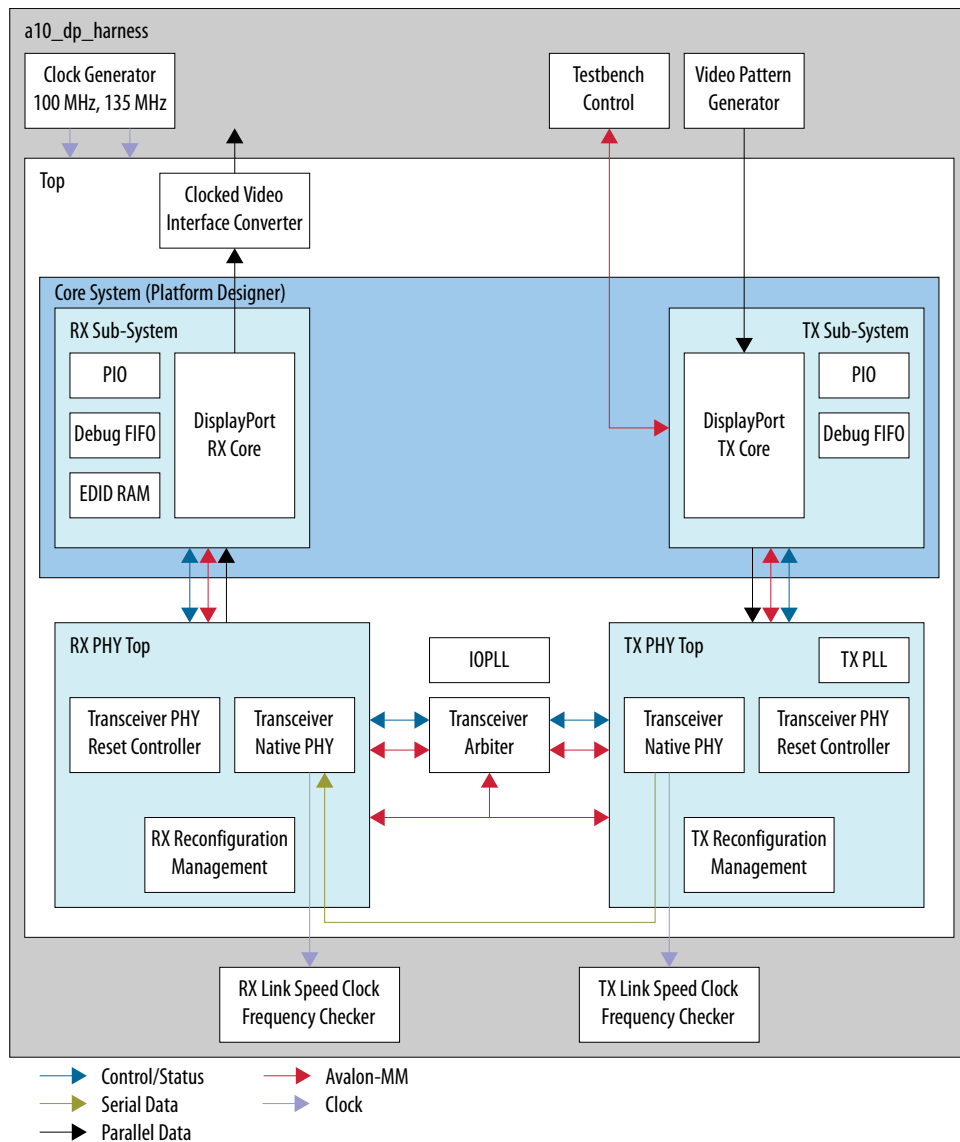 a10_dp_harness
Clock Generator
100 MHz, 135 MHz
Testbench
Control
Video Pattern
Generator
Top
Clocked Video
Interface Converter
Core System (Platform Designer)
RX Sub-System
PIO
Debug FIFO
EDID RAM
DisplayPort
RX Core
TX Sub-System
DisplayPort
TX Core
PIO
Debug FIFO
RX PHY Top
Transceiver PHY
Reset Controller
Transceiver
Native PHY
RX Reconfiguration
Management
IOPLL
Transceiver
Arbiter
TX PHY Top
TX PLL
Transceiver
Native PHY
Transceiver PHY
Reset Controller
TX Reconfiguration
Management
RX Link Speed Clock
Frequency Checker
TX Link Speed Clock
Frequency Checker
Control/Status
Serial Data
Parallel Data
Avalon-MM
Clock